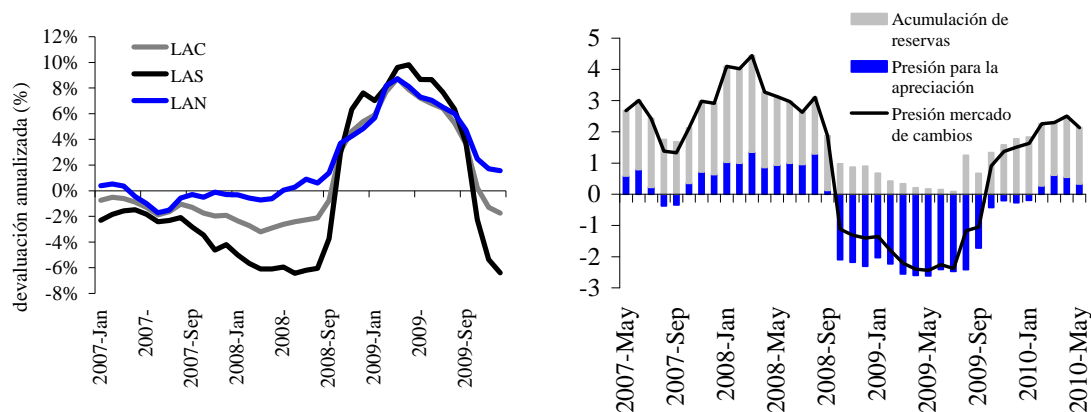 devaluación anualizada (%)
12%
10%
8%
6%
4%
2%
0%
-2%
-4%
-6%
-8%
LAC
LAS
LAN
2007-Jan
2007-
2007-Sep
2008-Jan
2008-
2008-Sep
2009-Jan
2009-
2009-Sep
5
4
3
2
1
0
-1
-2
-3
Acumulación de
reservas
Presión para la
apreciación
Presión mercado
de cambios
2007-May
2007-Sep
2008-Jan
2008-May
2008-Sep
2009-Jan
2009-May
2009-Sep
2010-Jan
2010-May